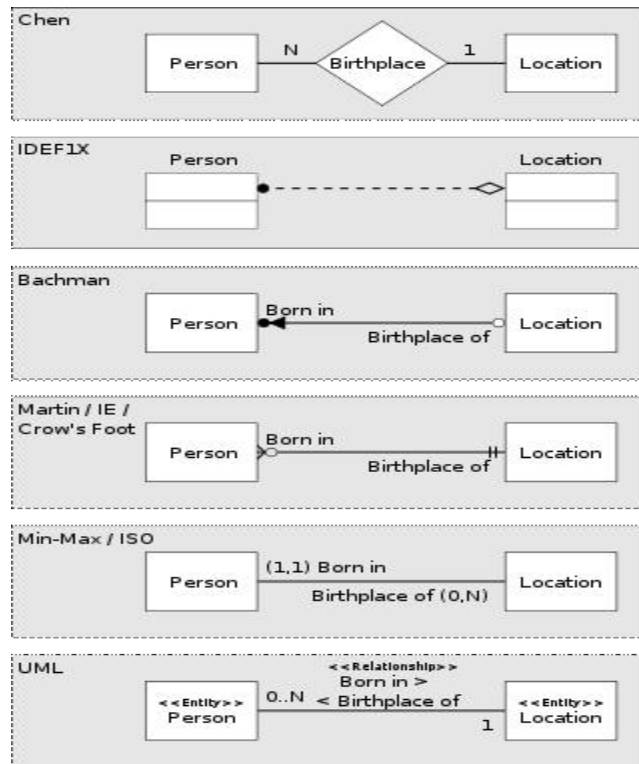 Chen
Person N Birthplace 1 Location
IDEF1X
Person Location
Bachman
Person Born in Birthplace of Location
Martin / IE /
Crow's Foot
Person Born in Birthplace of Location
Min-Max / ISO
Person (1,1) Born in Birthplace of (0,N) Location
UML
<<Relationship>>
Born in >
<<Entity>> 0..N < Birthplace of <<Entity>>
Person 1 Location